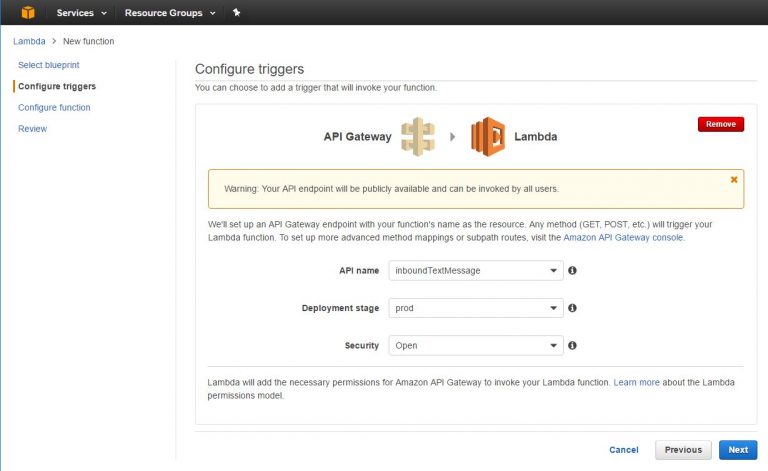 Services Resource Groups
Lambda > New function
Select blueprint
Configure triggers
Configure function
Review
Configure triggers
You can choose to add a trigger that will invoke your function.
API Gateway Lambda
Remove
Warning: Your API endpoint will be publicly available and can be invoked by all users.
We'll set up an API Gateway endpoint with your function's name as the resource. Any method (GET, POST, etc.) will trigger your
Lambda function. To set up more advanced method mappings or subpath routes, visit the Amazon API Gateway console.
API name inboundTextMessage
Deployment stage prod
Security Open
Lambda will add the necessary permissions for Amazon API Gateway to invoke your Lambda function. Learn more about the Lambda
permissions model.
Cancel Previous Next